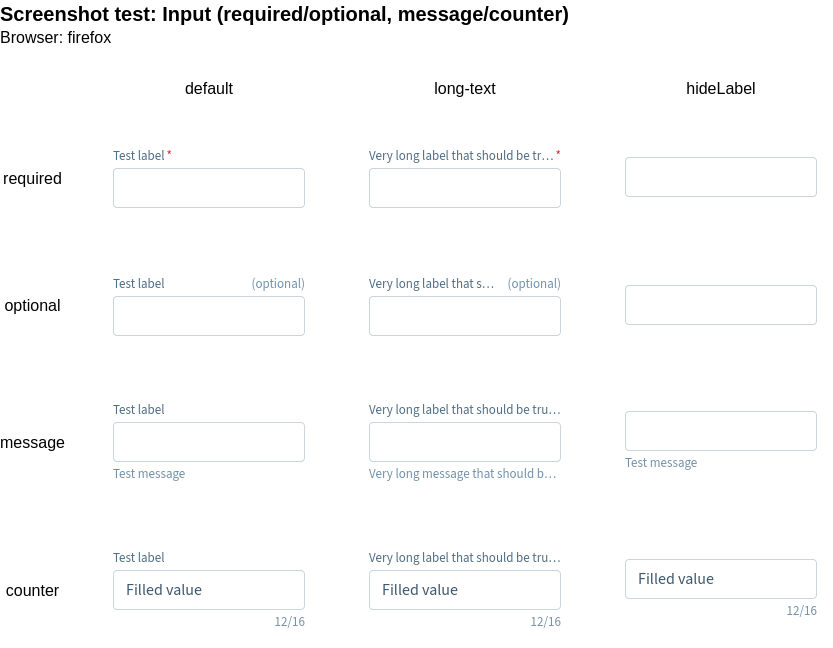 Screenshot test: Input (required/optional, message/counter)
Browser: firefox
default long-text hideLabel
Test label * Very long label that should be tr… *
required
Test label (optional) Very long label that s… (optional)
optional
Test label Very long label that should be tru…
message
Test message Very long message that should b… Test message
Test label Very long label that should be tru…
counter Filled value Filled value Filled value
12/16 12/16 12/16